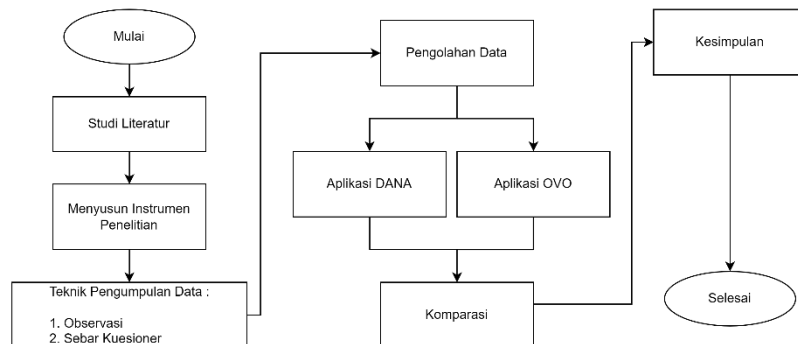 Mulai
Studi Literatur
Menyusun Instrumen
Penelitian
Teknik Pengumpulan Data :
1. Observasi
2. Sebar Kuesioner
Pengolahan Data
Aplikasi DANA
Aplikasi OVO
Komparasi
Kesimpulan
Selesai